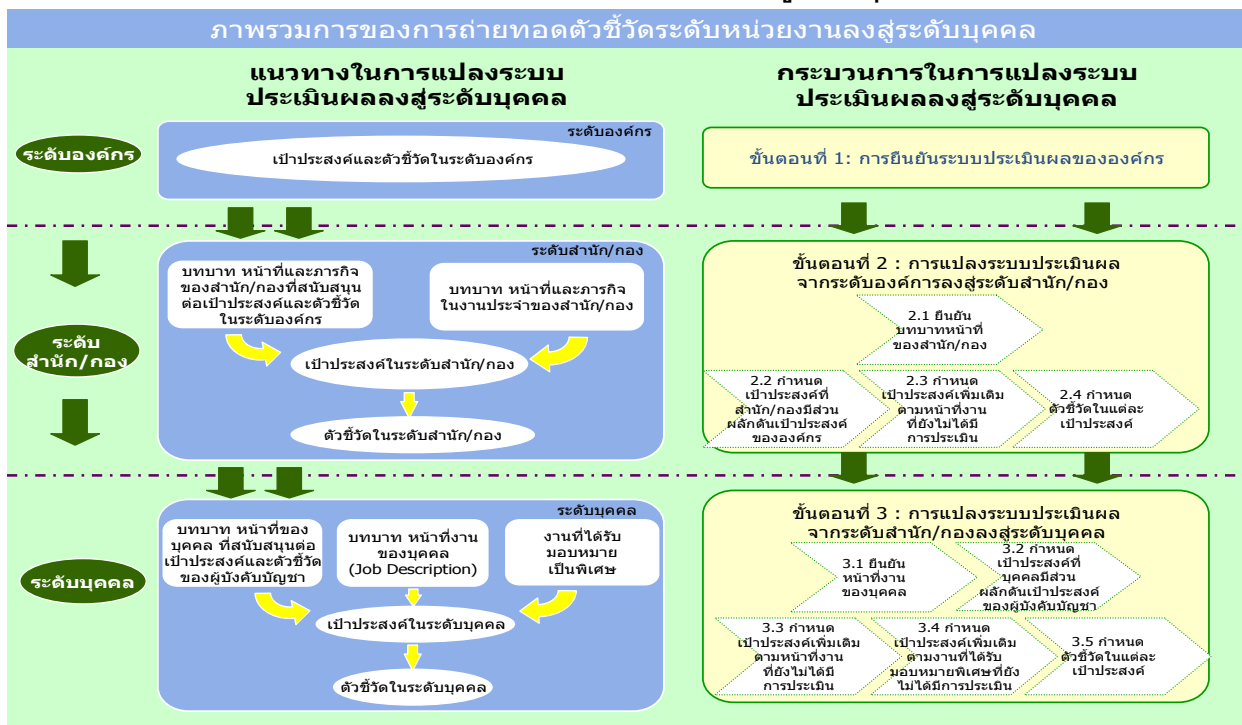 ภาพรวมการของการถ่ายทอดตัวชี้วัดระดับหน่วยงานลงสู่ระดับบุคคล
แนวทางในการแปลงระบบ
ประเมินผลลงสู่ระดับบุคคล
กระบวนการในการแปลงระบบ
ประเมินผลลงสู่ระดับบุคคล
ระดับองค์กร
ระดับองค์กร
เป้าประสงค์และตัวชี้วัดในระดับองค์กร
ขั้นตอนที่ 1: การยืนยันระบบประเมินผลขององค์กร
ระดับ
สำนัก/กอง
ระดับสำนัก/กอง
บทบาท หน้าที่และภารกิจ
ของสำนัก/กองที่สนับสนุน
ต่อเป้าประสงค์และตัวชี้วัด
ในระดับองค์กร
บทบาท หน้าที่และภารกิจ
ในงานประจำของสำนัก/กอง
เป้าประสงค์ในระดับสำนัก/กอง
ตัวชี้วัดในระดับสำนัก/กอง
ขั้นตอนที่ 2 : การแปลงระบบประเมินผล
จากระดับองค์การลงสู่ระดับสำนัก/กอง
2.1 ยืนยัน
บทบาทหน้าที่
ของสำนัก/กอง
2.2 กำหนด
เป้าประสงค์ที่
สำนัก/กองมีส่วน
ผลักดันเป้าประสงค์
ขององค์กร
2.3 กำหนด
เป้าประสงค์เพิ่มเติม
ตามหน้าที่งาน
ที่ยังไม่ได้มี
การประเมิน
2.4 กำหนด
ตัวชี้วัดในแต่ละ
เป้าประสงค์
ระดับบุคคล
ระดับบุคคล
บทบาท หน้าที่ของ
บุคคล ที่สนับสนุนต่อ
เป้าประสงค์และตัวชี้วัด
ของผู้บังคับบัญชา
บทบาท หน้าที่งาน
ของบุคคล
(Job Description)
งานที่ได้รับ
มอบหมาย
เป็นพิเศษ
เป้าประสงค์ในระดับบุคคล
ตัวชี้วัดในระดับบุคคล
ขั้นตอนที่ 3 : การแปลงระบบประเมินผล
จากระดับสำนัก/กองลงสู่ระดับบุคคล
3.1 ยืนยัน
หน้าที่งาน
ของบุคคล
3.2 กำหนด
เป้าประสงค์ที่
บุคคลมีส่วน
ผลักดันเป้าประสงค์
ของผู้บังคับบัญชา
3.3 กำหนด
เป้าประสงค์เพิ่มเติม
ตามหน้าที่งาน
ที่ยังไม่ได้มี
การประเมิน
3.4 กำหนด
เป้าประสงค์เพิ่มเติม
ตามงานที่ได้รับ
มอบหมายพิเศษที่ยัง
ไม่ได้มีการประเมิน
3.5 กำหนด
ตัวชี้วัดในแต่ละ
เป้าประสงค์